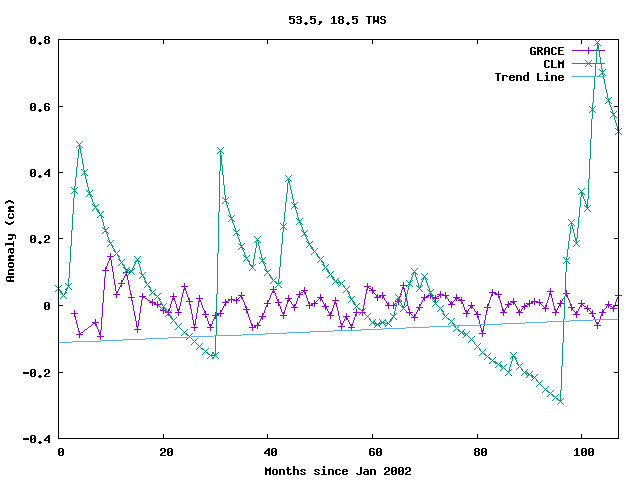 53.5, 18.5 TWS
GRACE
CLM
Trend Line
0.8
0.6
0.4
0.2
0
-0.2
-0.4
Anomaly (cm)
0 20 40 60 80 100
Months since Jan 2002